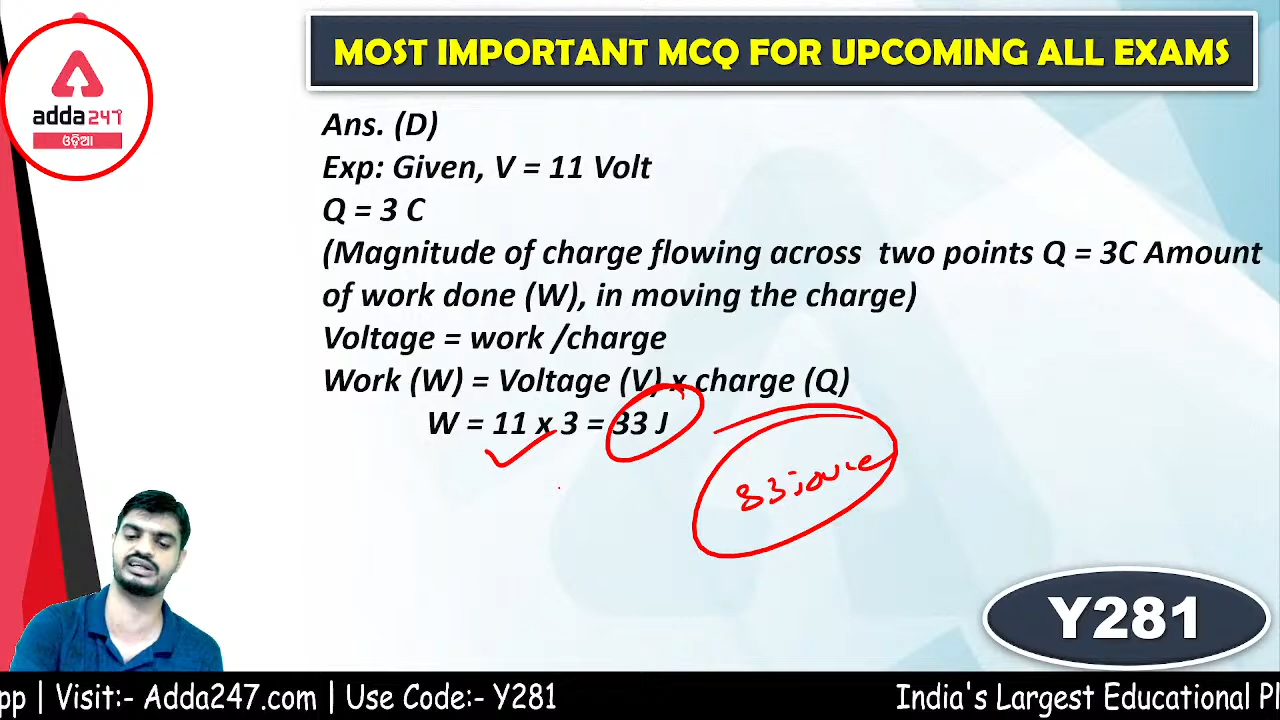 MOST IMPORTANT MCQ FOR UPCOMING ALL EXAMS
adda247
ଓଡ଼ିଆ
Ans. (D)
Exp: Given, V = 11 Volt
Q = 3 C
(Magnitude of charge flowing across two points Q = 3C Amount
of work done (W), in moving the charge)
Voltage = work /charge
Work (W) = Voltage (V) x charge (Q)
W = 11 x 3 = 33 J
33 joule
Y281
pp | Visit:- Adda247.com | Use Code:- Y281
India's Largest Educational Pl